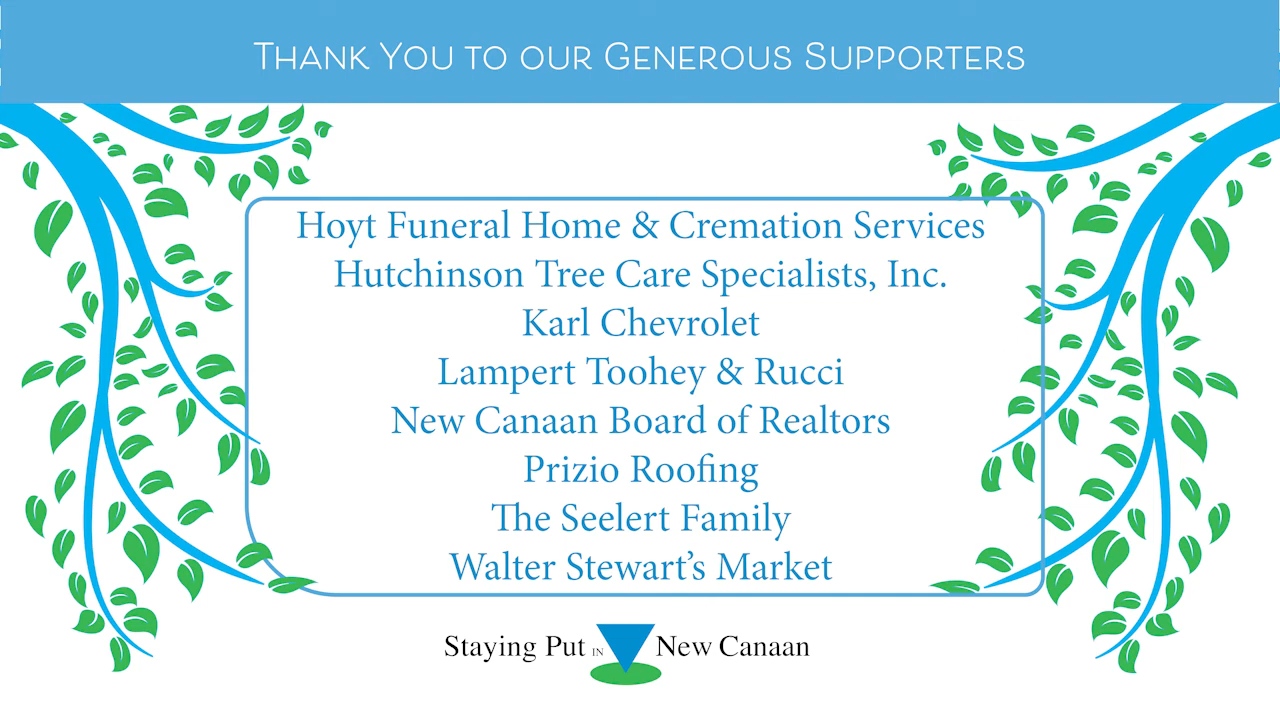 Thank You to our Generous Supporters
Hoyt Funeral Home & Cremation Services
Hutchinson Tree Care Specialists, Inc.
Karl Chevrolet
Lampert Toohey & Rucci
New Canaan Board of Realtors
Prizio Roofing
The Seelert Family
Walter Stewart’s Market
Staying Put IN New Canaan